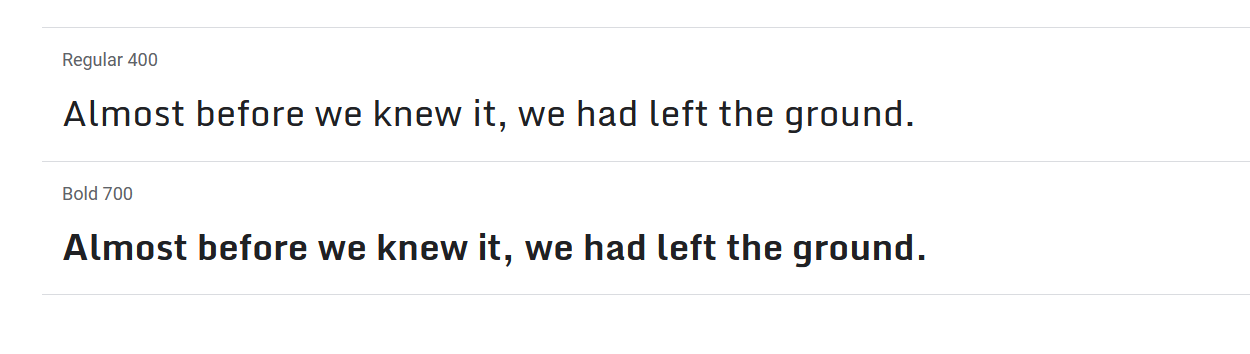 Regular 400
Almost before we knew it, we had left the ground.
Bold 700
Almost before we knew it, we had left the ground.